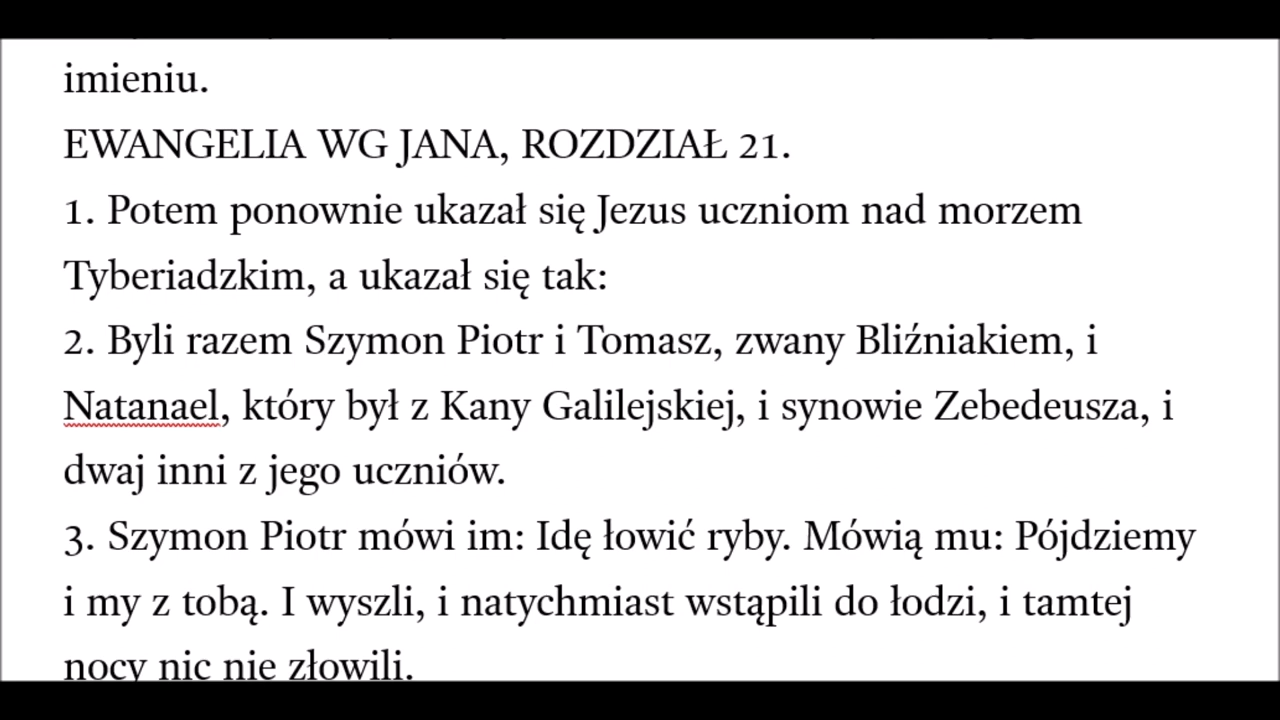 imieniu.
EWANGELIA WG JANA, ROZDZIAŁ 21.
1. Potem ponownie ukazał się Jezus uczniom nad morzem
Tyberiadzkim, a ukazał się tak:
2. Byli razem Szymon Piotr i Tomasz, zwany Bliźniakiem, i
Natanael, który był z Kany Galilejskiej, i synowie Zebedeusza, i
dwaj inni z jego uczniów.
3. Szymon Piotr mówi im: Idę łowić ryby. Mówią mu: Pójdziemy
i my z tobą. I wyszli, i natychmiast wstąpili do łodzi, i tamtej
nocy nic nie złowili.